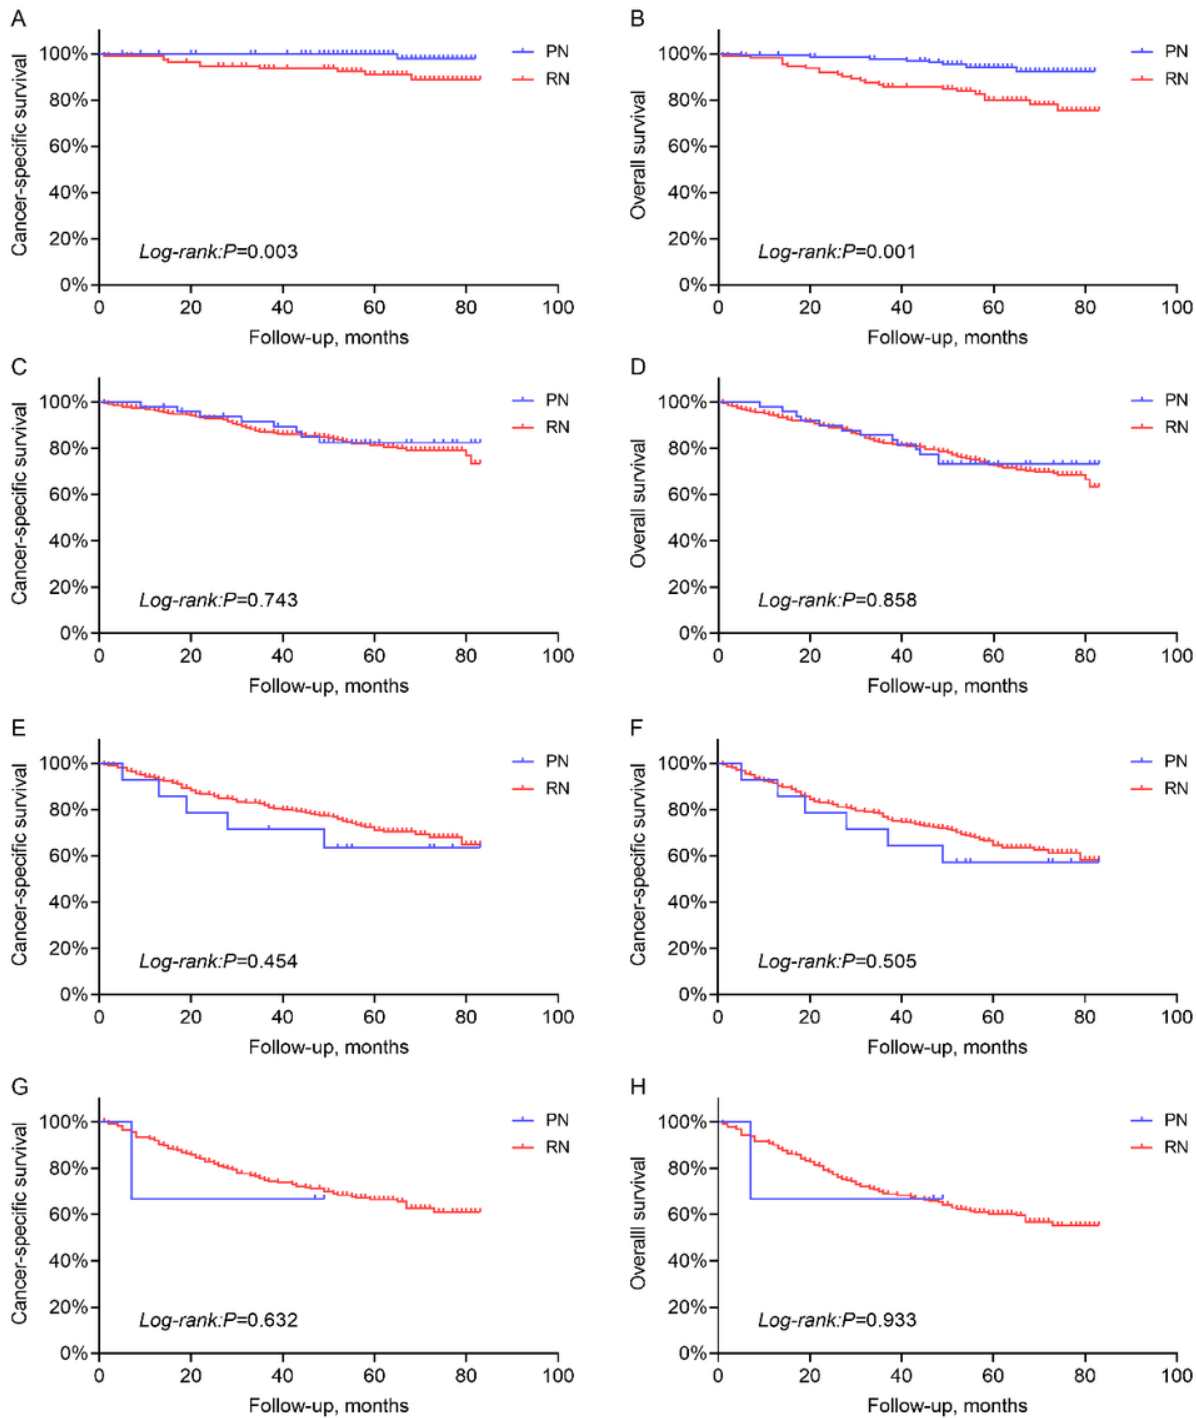 A
Cancer-specific survival
100%
80%
60%
40%
20%
0%
PN
RN
Log-rank:P=0.003
0 20 40 60 80 100
Follow-up, months
B
Overall survival
100%
80%
60%
40%
20%
0%
PN
RN
Log-rank:P=0.001
0 20 40 60 80 100
Follow-up, months
C
Cancer-specific survival
100%
80%
60%
40%
20%
0%
PN
RN
Log-rank:P=0.743
0 20 40 60 80 100
Follow-up, months
D
Overall survival
100%
80%
60%
40%
20%
0%
PN
RN
Log-rank:P=0.858
0 20 40 60 80 100
Follow-up, months
E
Cancer-specific survival
100%
80%
60%
40%
20%
0%
PN
RN
Log-rank:P=0.454
0 20 40 60 80 100
Follow-up, months
F
Cancer-specific survival
100%
80%
60%
40%
20%
0%
PN
RN
Log-rank:P=0.505
0 20 40 60 80 100
Follow-up, months
G
Cancer-specific survival
100%
80%
60%
40%
20%
0%
PN
RN
Log-rank:P=0.632
0 20 40 60 80 100
Follow-up, months
H
Overalll survival
100%
80%
60%
40%
20%
0%
PN
RN
Log-rank:P=0.933
0 20 40 60 80 100
Follow-up, months